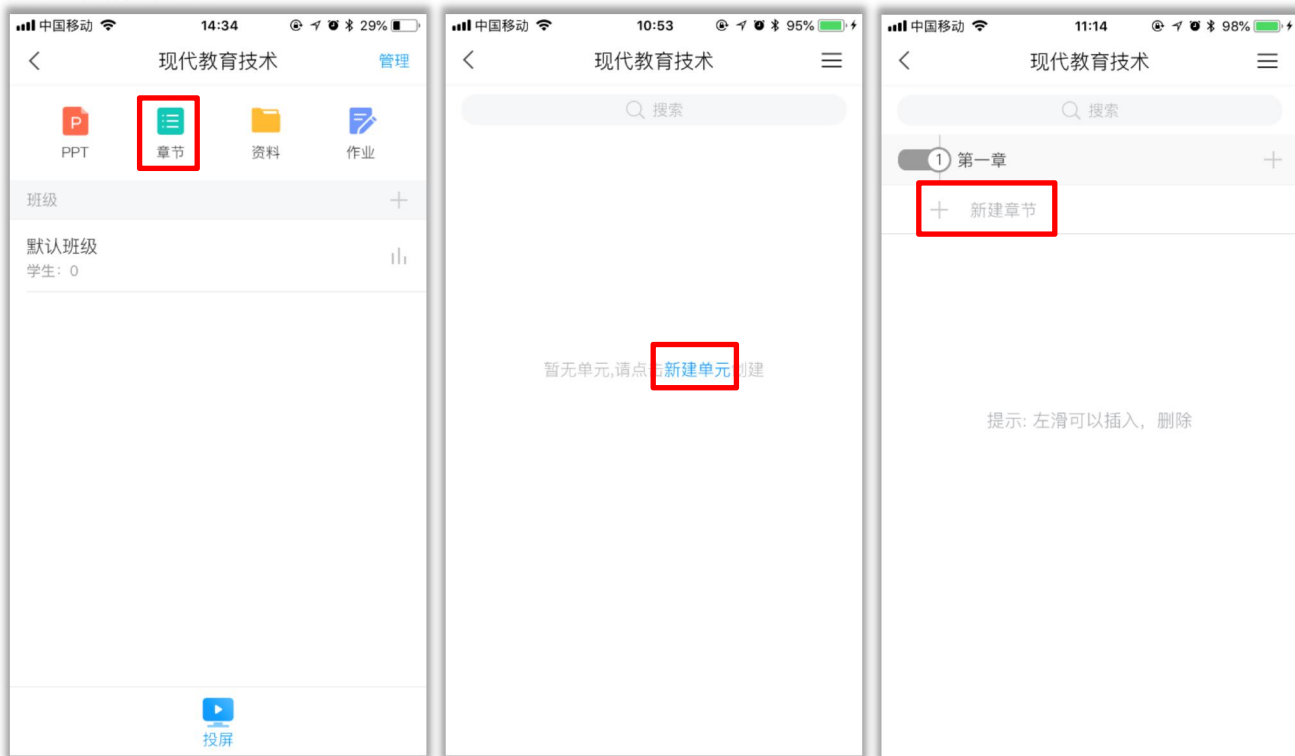 中国移动 14:34 29%
现代教育技术 管理
P
PPT 章节 资料 作业
班级
默认班级
学生: 0
投屏
中国移动 10:53 95%
现代教育技术
搜索
暂无单元,请点击新建单元创建
中国移动 11:14 98%
现代教育技术
搜索
1 第一章
新建章节
提示: 左滑可以插入，删除